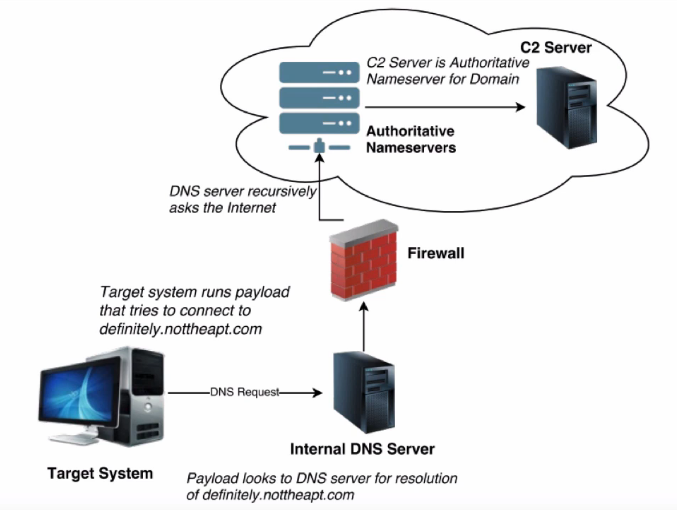 C2 Server
C2 Server is Authoritative
Nameserver for Domain
Authoritative
Nameservers
DNS server recursively
asks the Internet
Firewall
Target system runs payload
that tries to connect to
definitely.nottheapt.com
DNS Request
Internal DNS Server
Target System
Payload looks to DNS server for resolution
of definitely.nottheapt.com